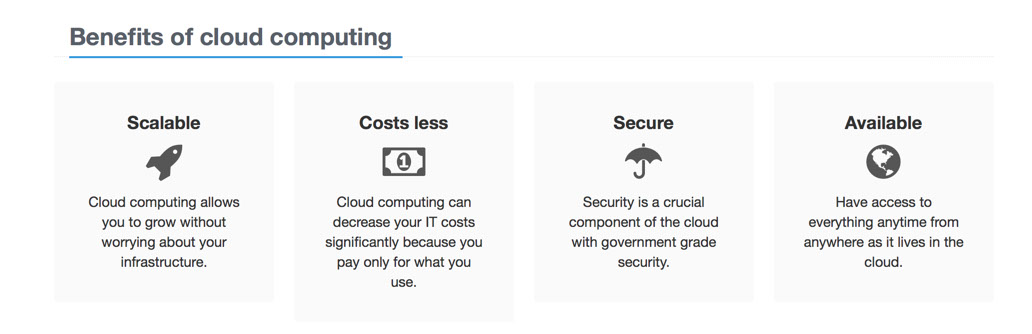 Benefits of cloud computing
Scalable
Cloud computing allows
you to grow without
worrying about your
infrastructure.
Costs less
1
Cloud computing can
decrease your IT costs
significantly because you
pay only for what you
use.
Secure
Security is a crucial
component of the cloud
with government grade
security.
Available
Have access to
everything anytime from
anywhere as it lives in the
cloud.